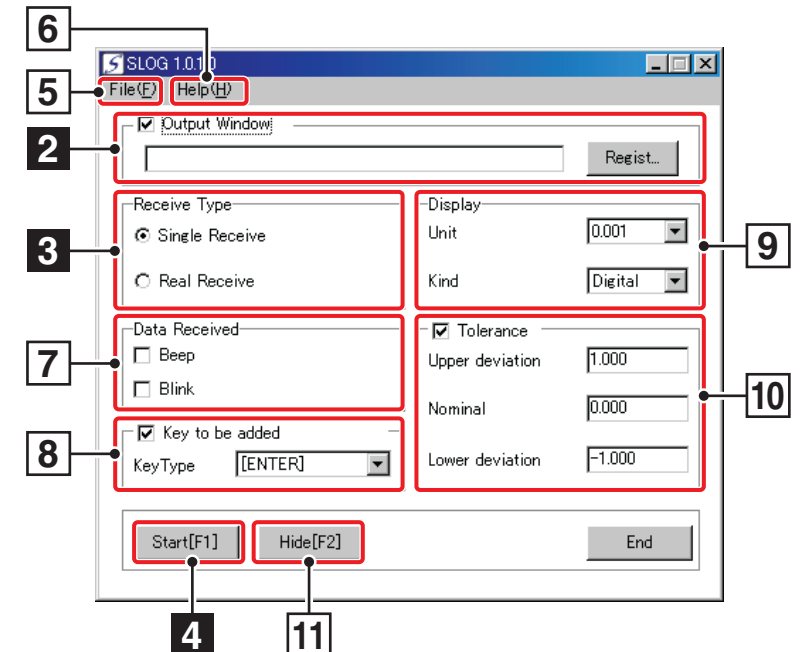 6
SLOG 1.0.1.0
5
File(F) Help(H)
2
Output Window
Regist...
3
Receive Type
Single Receive
Real Receive
Display
Unit 0.001
Kind Digital
9
7
Data Received
Beep
Blink
Tolerance
Upper deviation 1.000
Nominal 0.000
Lower deviation -1.000
10
8
Key to be added
KeyType [ENTER]
Start[F1] Hide[F2] End
4 11